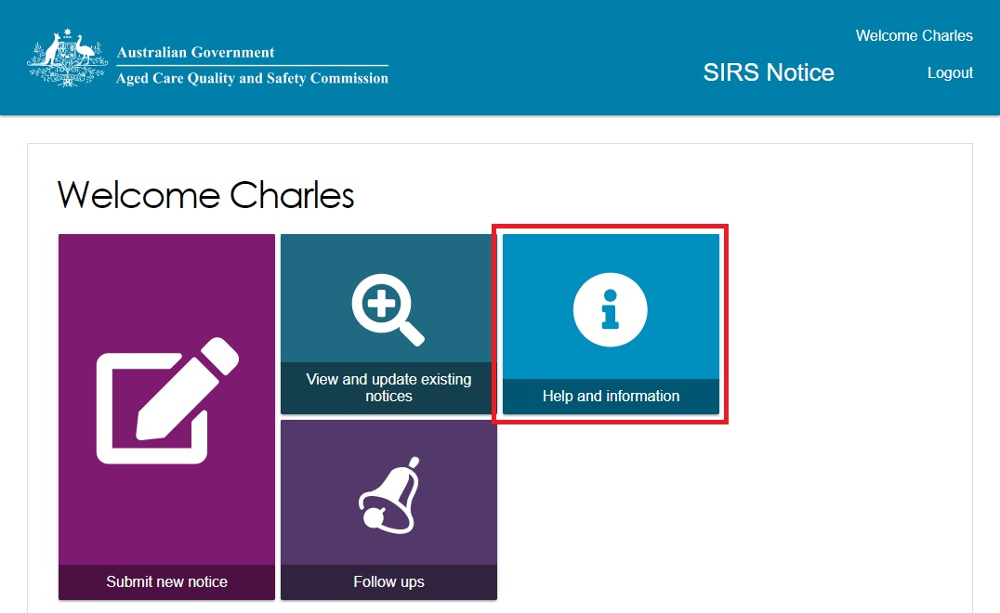 Australian Government
Aged Care Quality and Safety Commission
Welcome Charles
SIRS Notice
Logout
Welcome Charles
View and update existing
notices
Help and information
Submit new notice
Follow ups